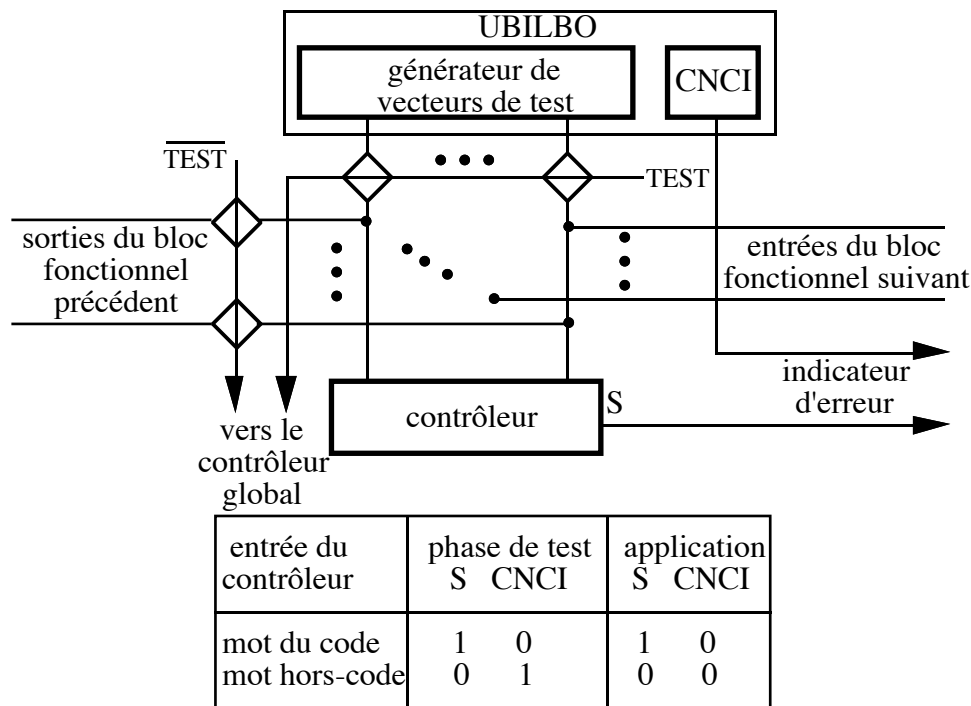 UBILBO
générateur de
vecteurs de test
CNCI
TEST
TEST
sorties du bloc
fonctionnel
précédent
entrées du bloc
fonctionnel suivant
indicateur
d'erreur
contrôleur
S
vers le
contrôleur
global
entrée du
contrôleur
phase de test
S CNCI
application
S CNCI
mot du code 1 0 1 0
mot hors-code 0 1 0 0